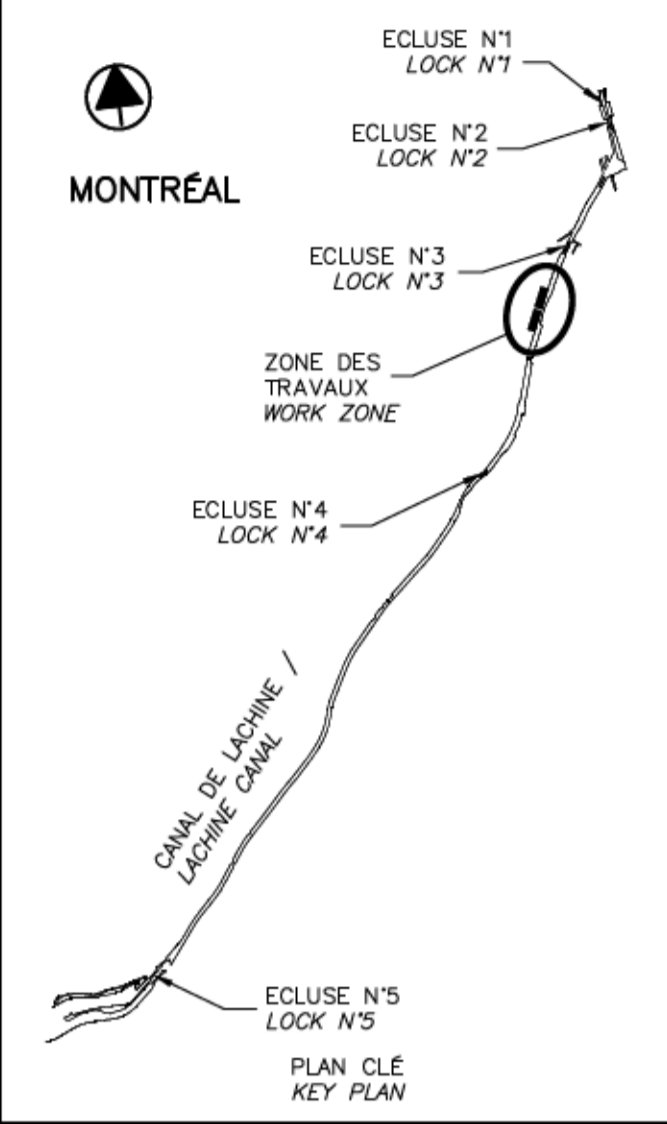 ECLUSE N°1
LOCK N°1
ECLUSE N°2
LOCK N°2
MONTRÉAL
ECLUSE N°3
LOCK N°3
ZONE DES
TRAVAUX
WORK ZONE
ECLUSE N°4
LOCK N°4
CANAL DE LACHINE /
LACHINE CANAL
ECLUSE N°5
LOCK N°5
PLAN CLÉ
KEY PLAN